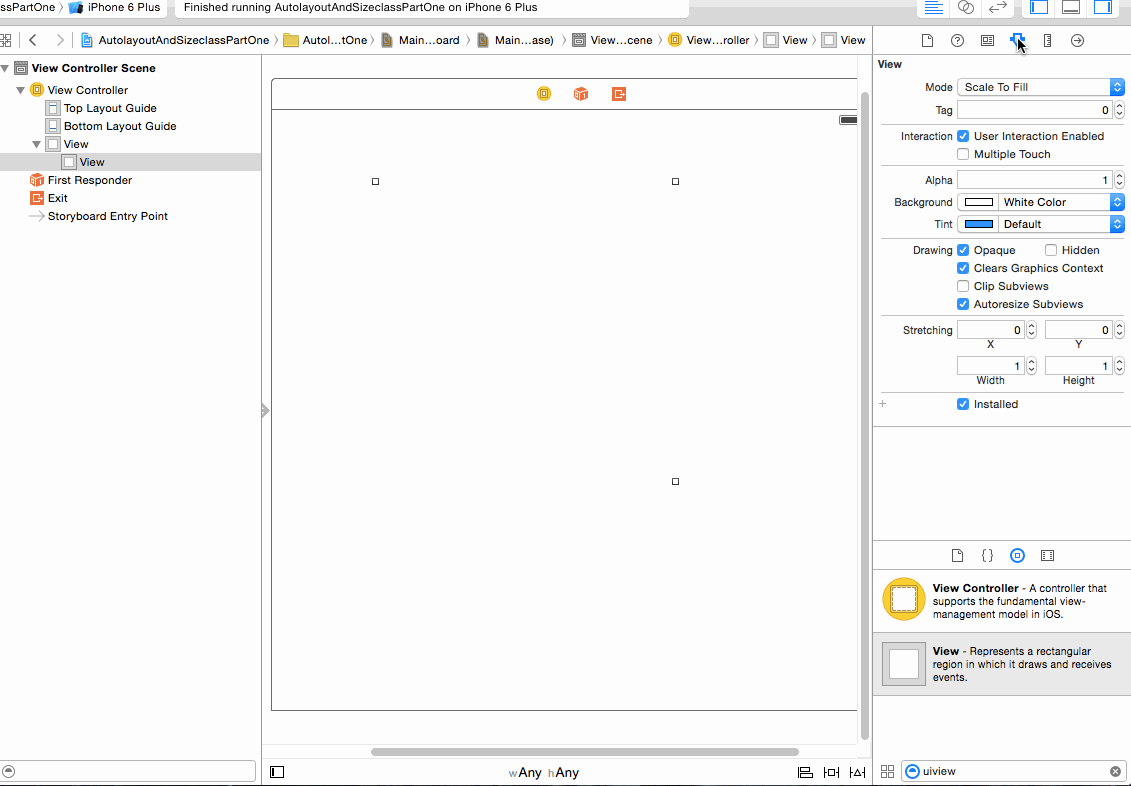 ssPartOne 〉 iPhone 6 Plus
Finished running AutolayoutAndSizeclassPartOne on iPhone 6 Plus
AutolayoutAndSizeclassPartOne 〉 Autol...tOne 〉 Main....oard 〉 Main....ase) 〉 View...cene 〉 View...roller 〉 View 〉 View
View Controller Scene
View Controller
Top Layout Guide
Bottom Layout Guide
View
View
First Responder
Exit
Storyboard Entry Point
wAny hAny
View
Mode Scale To Fill
Tag 0
Interaction User Interaction Enabled
Multiple Touch
Alpha 1
Background White Color
Tint Default
Drawing Opaque Hidden
Clears Graphics Context
Clip Subviews
Autoresize Subviews
Stretching 0 0
X Y
1 1
Width Height
+ Installed
{ }
View Controller - A controller that
supports the fundamental view-
management model in iOS.
View - Represents a rectangular
region in which it draws and receives
events.
uiview